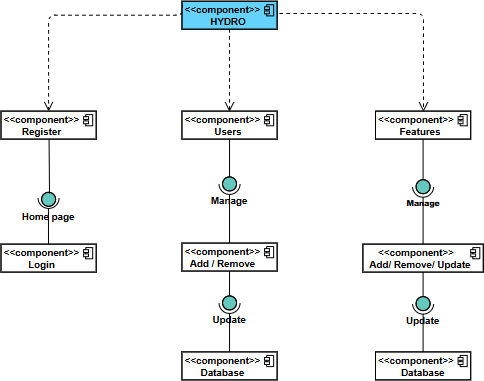 <<component>>
HYDRO
<<component>>
Register
<<component>>
Users
<<component>>
Features
Home page
Manage
Manage
<<component>>
Login
<<component>>
Add / Remove
<<component>>
Add/ Remove/ Update
Update
Update
<<component>>
Database
<<component>>
Database